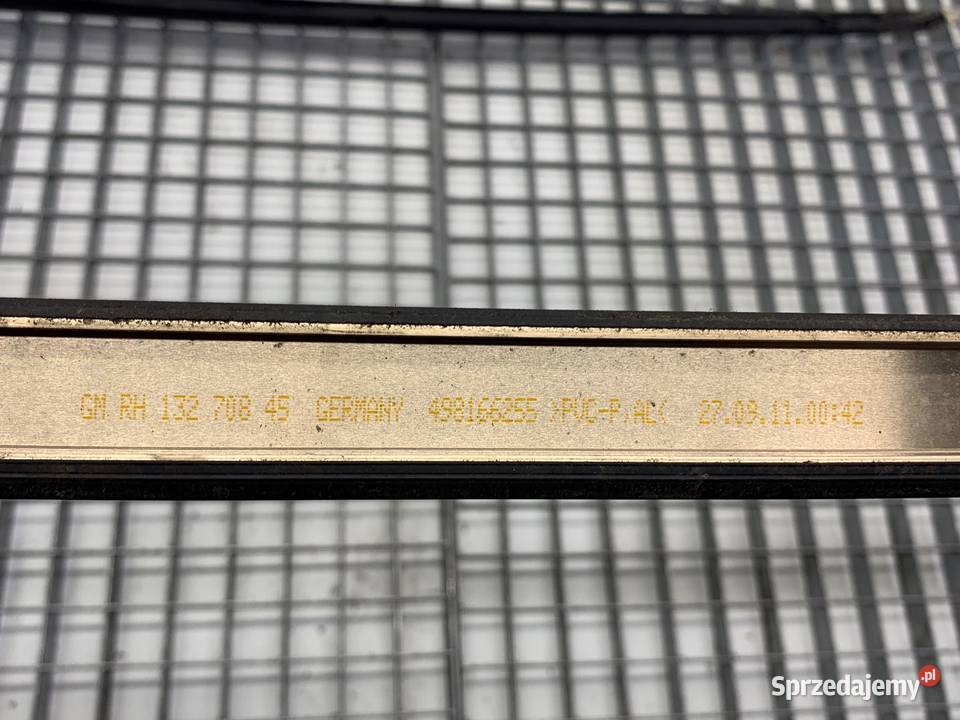 GM RH 132 708 45 GERMANY 498166255 >PVC-P/AL< 27.09.11.00:42
Sprzedajemy.pl